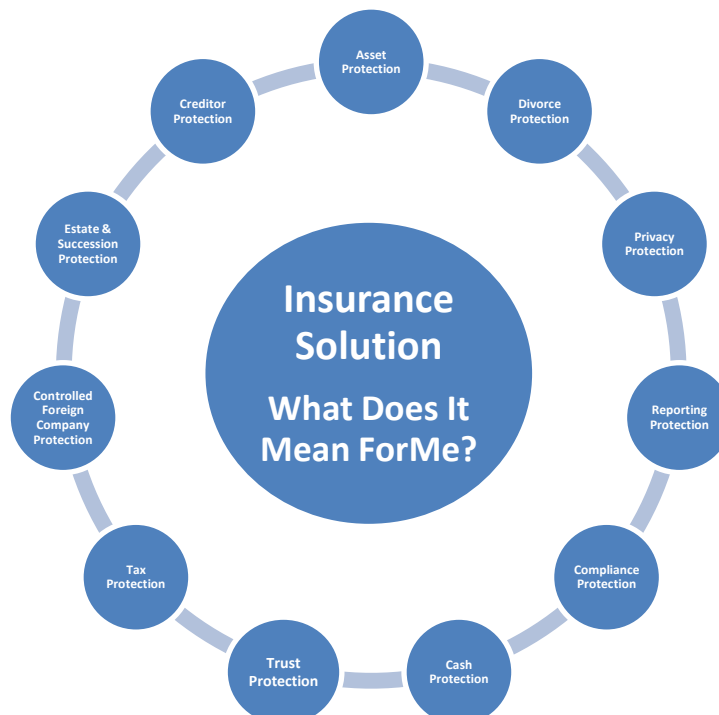 Asset
Protection
Divorce
Protection
Privacy
Protection
Reporting
Protection
Compliance
Protection
Cash
Protection
Trust
Protection
Tax
Protection
Controlled
Foreign
Company
Protection
Estate &
Succession
Protection
Creditor
Protection
Insurance
Solution
What Does It
Mean ForMe?